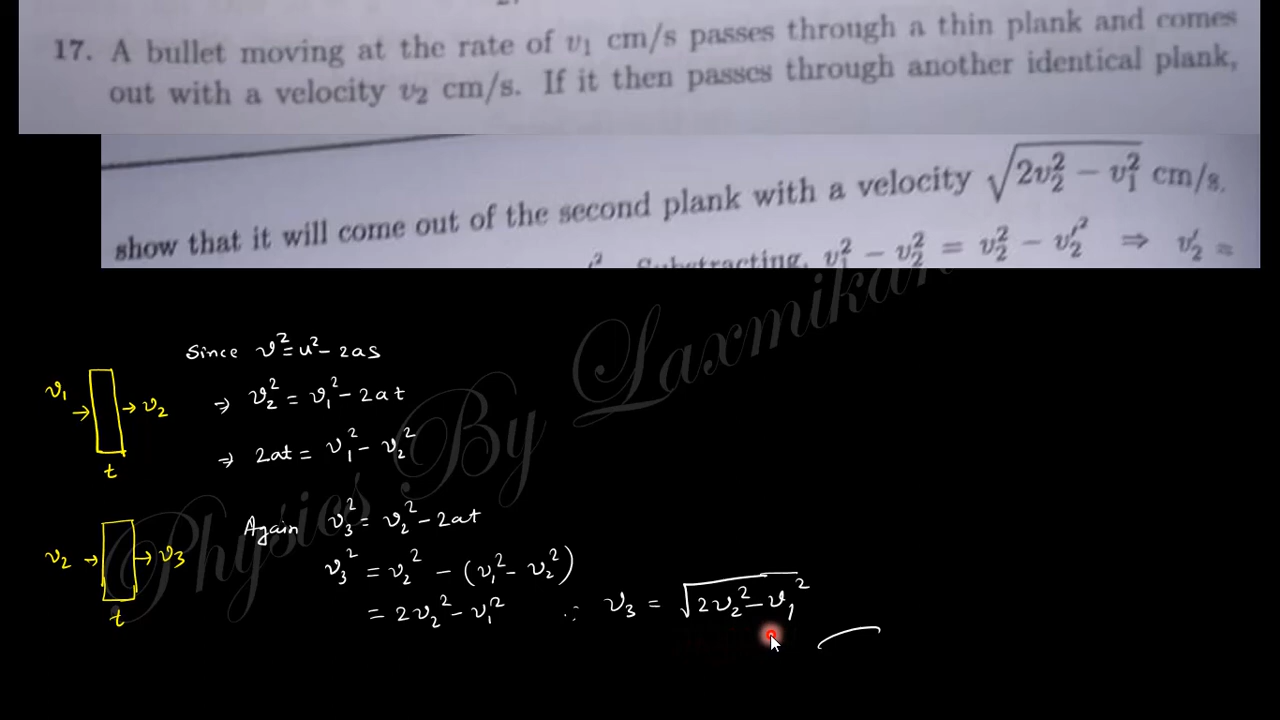 17. A bullet moving at the rate of v₁ cm/s passes through a thin plank and comes
out with a velocity v₂ cm/s. If it then passes through another identical plank,
show that it will come out of the second plank with a velocity √(2v₂² − v₁²) cm/s.
Substracting, v₁² − v₂² = v₂² − v₂′² ⇒ v₂′ =
Since v² = u² − 2as
v₁ → → v₂
⇒ v₂² = v₁² − 2at
⇒ 2at = v₁² − v₂²
t
Again v₃² = v₂² − 2at
v₂ → → v₃
v₃² = v₂² − (v₁² − v₂²)
= 2v₂² − v₁² ∴ v₃ = √(2v₂² − v₁²)
t
Physics By